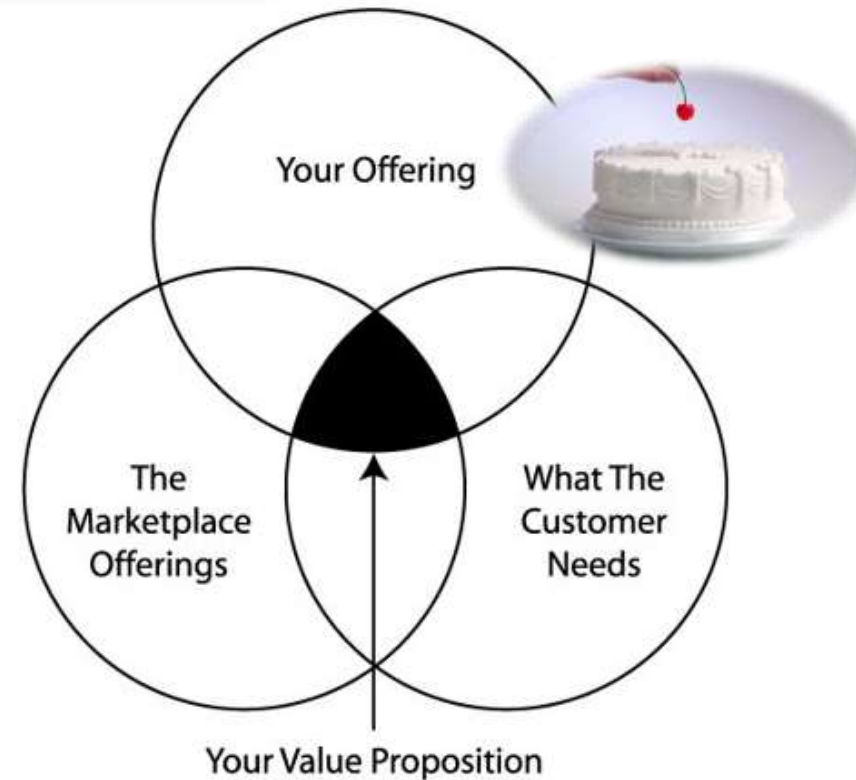 Your Offering
The
Marketplace
Offerings
What The
Customer
Needs
Your Value Proposition